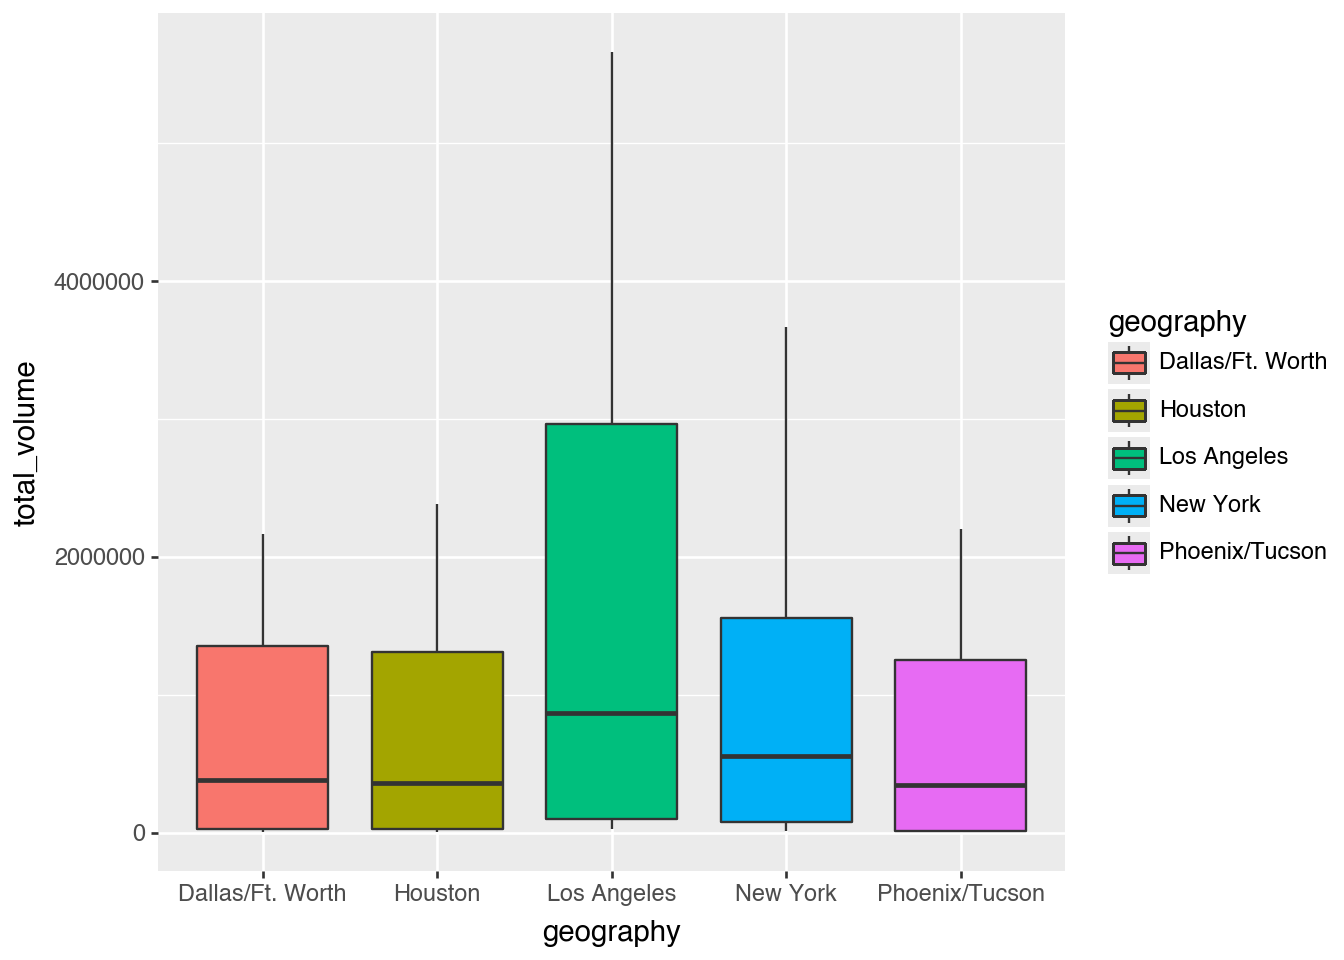 total_volume
4000000
2000000
0
Dallas/Ft. Worth
Houston
Los Angeles
New York
Phoenix/Tucson
geography
geography
Dallas/Ft. Worth
Houston
Los Angeles
New York
Phoenix/Tucson